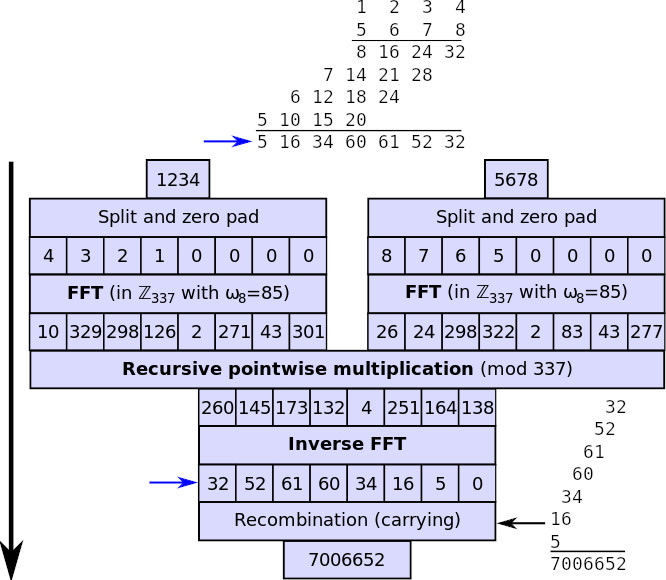 1 2 3 4
5 6 7 8
8 16 24 32
7 14 21 28
6 12 18 24
5 10 15 20
5 16 34 60 61 52 32
1234 5678
Split and zero pad Split and zero pad
4 3 2 1 0 0 0 0 8 7 6 5 0 0 0 0
FFT (in ℤ₃₃₇ with ω₈=85) FFT (in ℤ₃₃₇ with ω₈=85)
10 329 298 126 2 271 43 301 26 24 298 322 2 83 43 277
Recursive pointwise multiplication (mod 337)
260 145 173 132 4 251 164 138
Inverse FFT
32 52 61 60 34 16 5 0
Recombination (carrying)
7006652
32
52
61
60
34
16
5
7006652